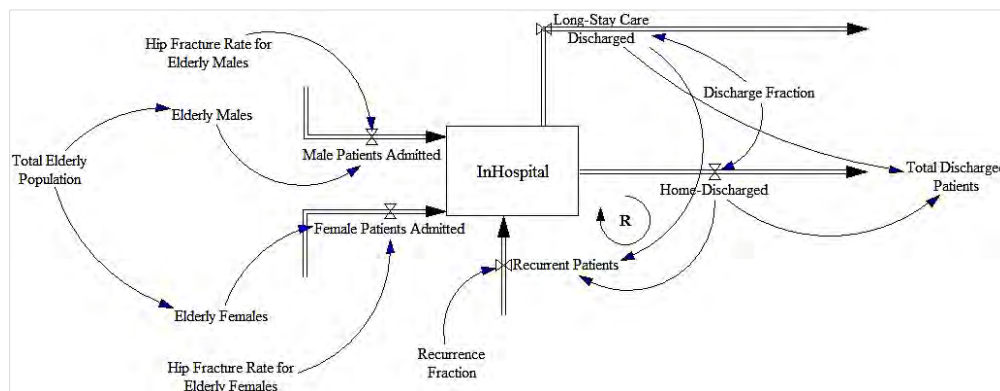 Long-Stay Care
Discharged
Hip Fracture Rate for
Elderly Males
Discharge Fraction
Elderly Males
Male Patients Admitted
Total Elderly
Population
InHospital
Total Discharged
Patients
Home-Discharged
Female Patients Admitted
R
Recurrent Patients
Elderly Females
Recurrence
Fraction
Hip Fracture Rate for
Elderly Females